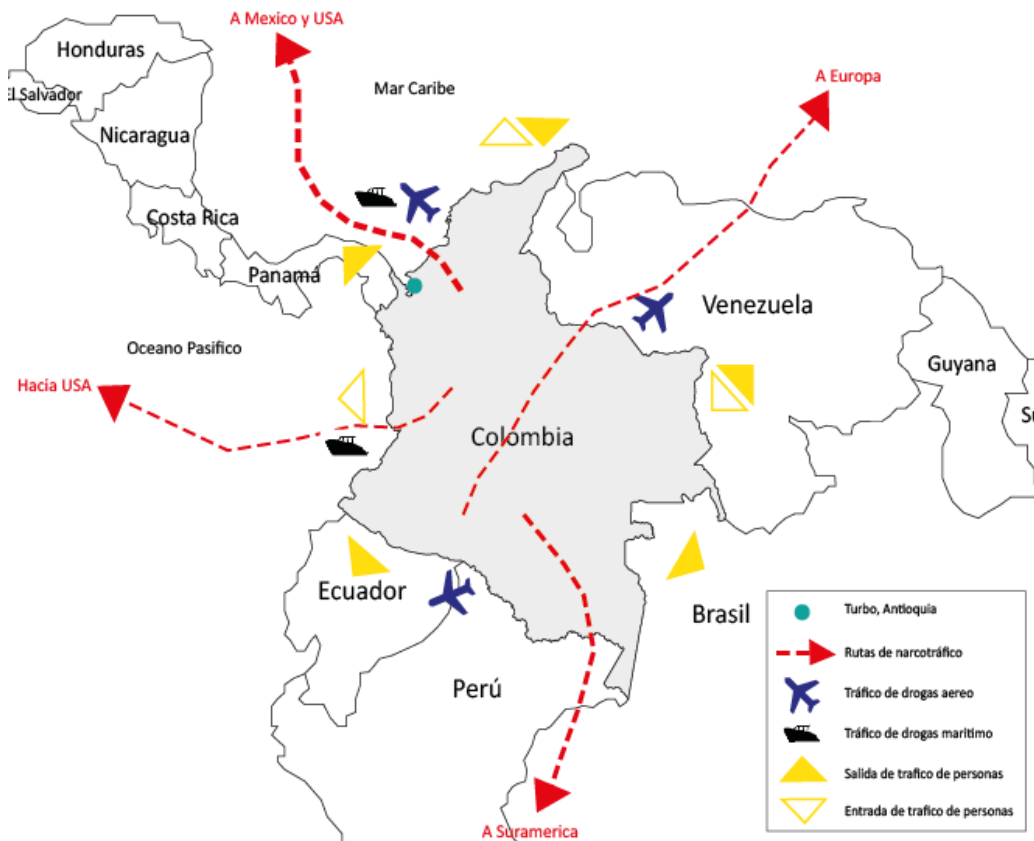 A Mexico y USA
Honduras
Mar Caribe
A Europa
El Salvador
Nicaragua
Costa Rica
Panamá
Venezuela
Oceano Pasifico
Guyana
Hacia USA
Colombia
Ecuador
Brasil
Perú
A Suramerica
Turbo, Antioquia
Rutas de narcotráfico
Tráfico de drogas aereo
Tráfico de drogas maritimo
Salida de trafico de personas
Entrada de trafico de personas